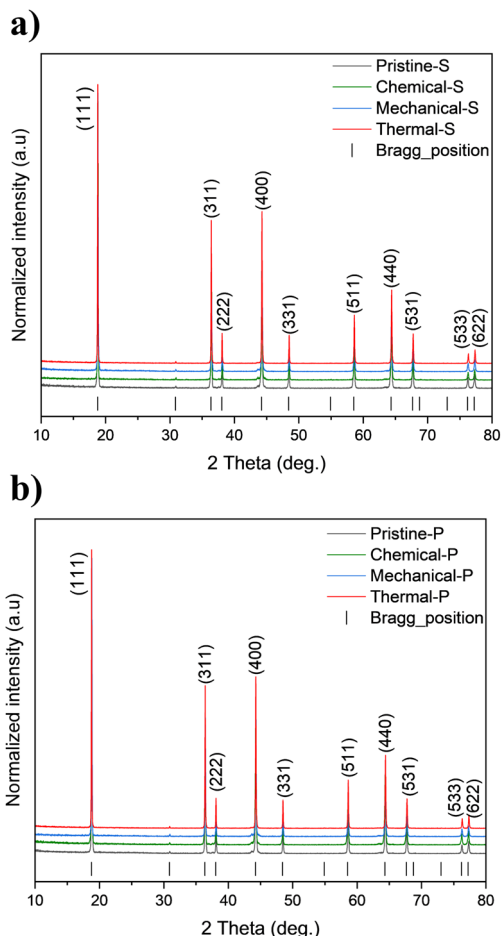 a)
Pristine-S
Chemical-S
Mechanical-S
Thermal-S
Bragg_position
(111)
(311)
(222)
(400)
(331)
(511)
(440)
(531)
(533)
(622)
Normalized intensity (a.u)
10 20 30 40 50 60 70 80
2 Theta (deg.)
b)
Pristine-P
Chemical-P
Mechanical-P
Thermal-P
Bragg_position
(111)
(311)
(222)
(400)
(331)
(511)
(440)
(531)
(533)
(622)
Normalized intensity (a.u)
10 20 30 40 50 60 70 80
2 Theta (deg.)